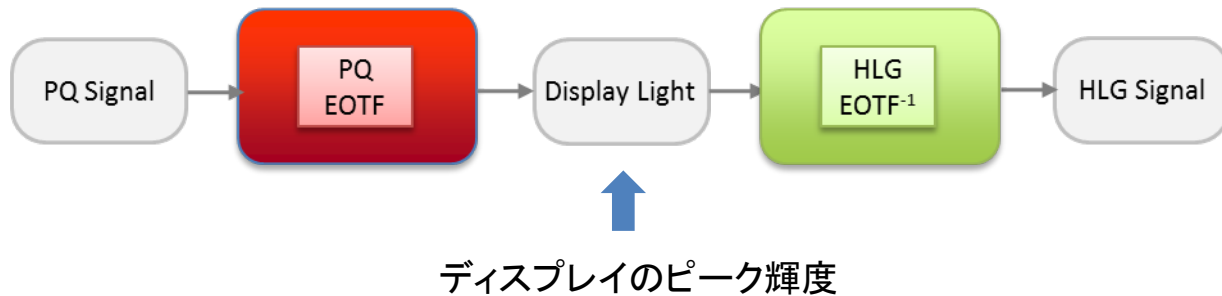 PQ Signal
PQ
EOTF
Display Light
HLG
EOTF⁻¹
HLG Signal
ディスプレイのピーク輝度